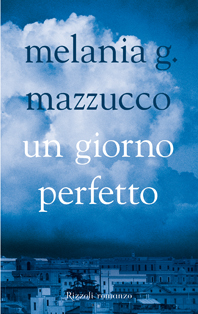 melania g.
mazzucco
un giorno
perfetto
Rizzoli romanzo